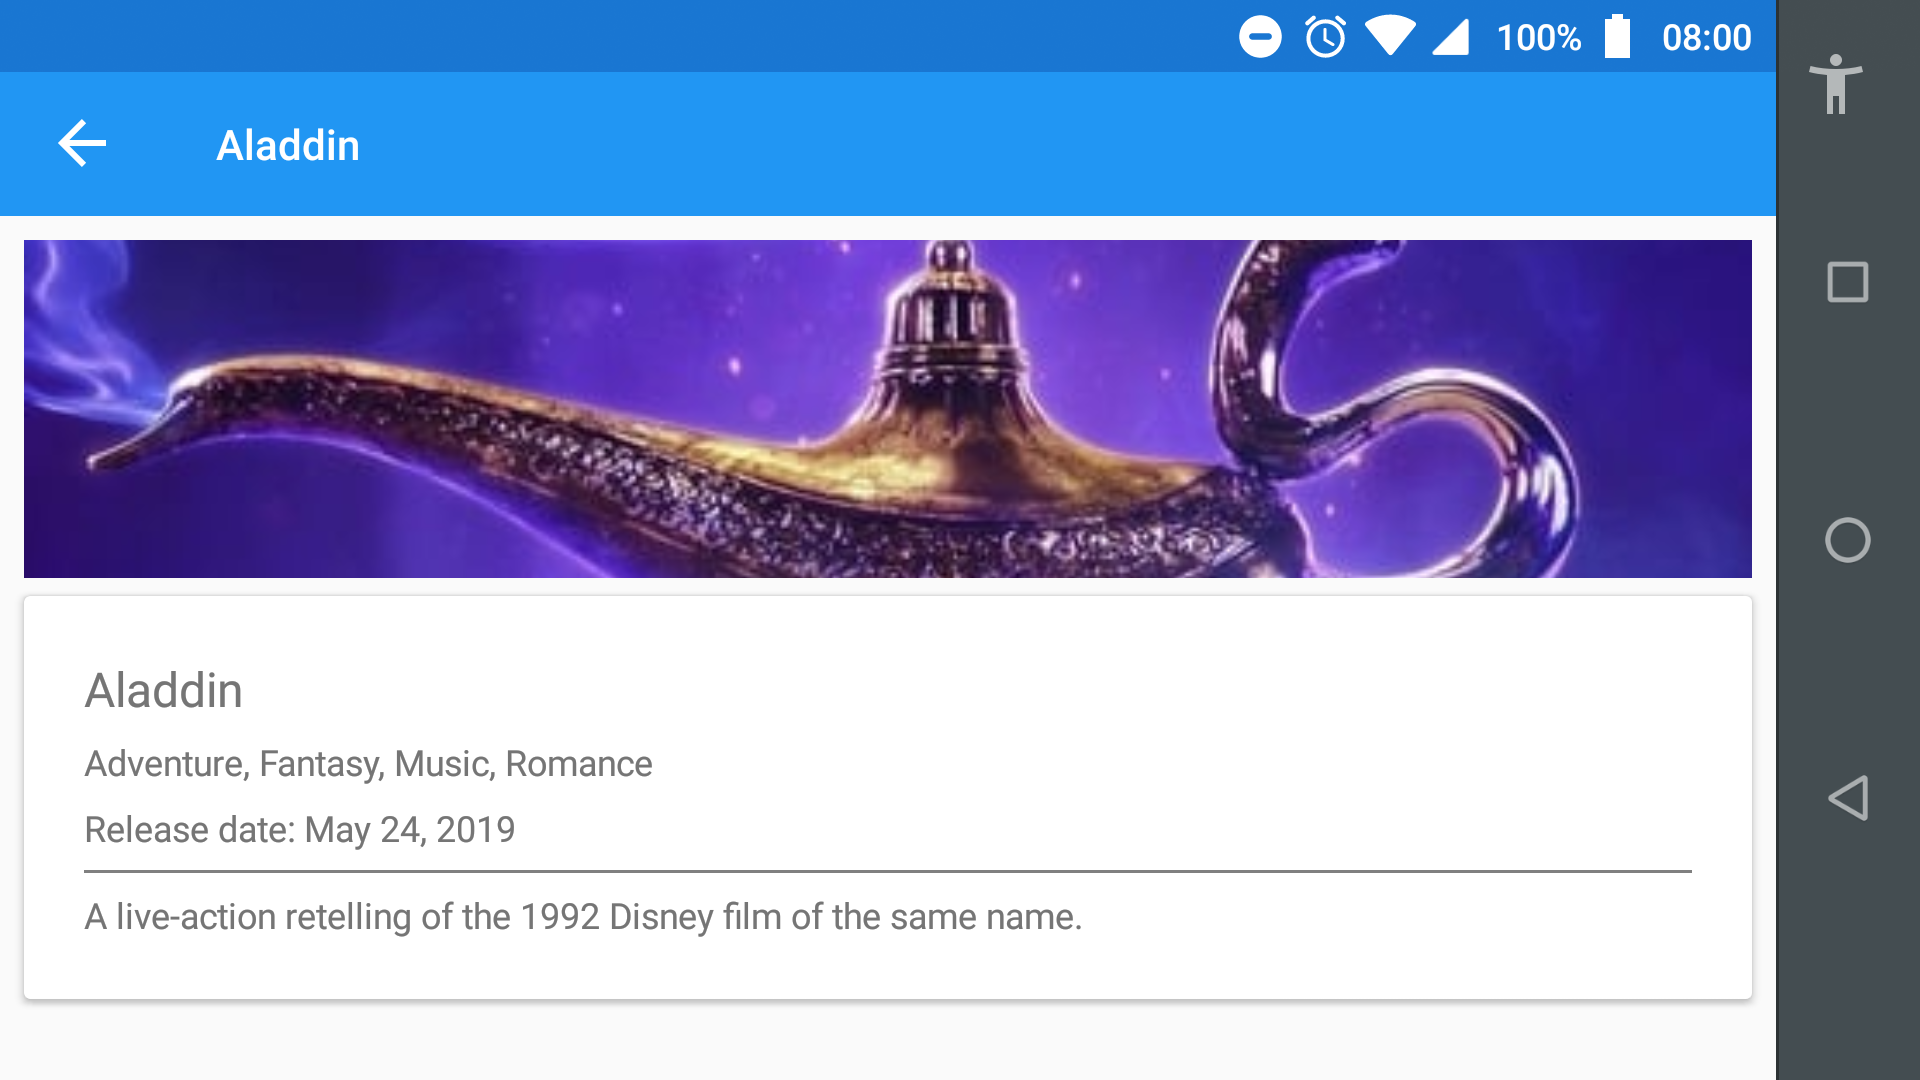 100% 08:00
Aladdin
Aladdin
Adventure, Fantasy, Music, Romance
Release date: May 24, 2019
A live-action retelling of the 1992 Disney film of the same name.